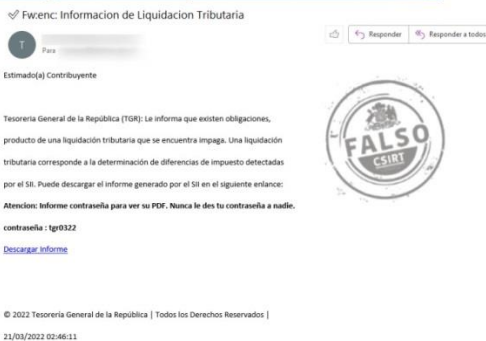 Fw:enc: Informacion de Liquidacion Tributaria
Responder
Responder a todos
T
Para
Estimado(a) Contribuyente
Tesoreria General de la República (TGR): Le informa que existen obligaciones,
producto de una liquidación tributaria que se encuentra impaga. Una liquidación
tributaria corresponde a la determinación de diferencias de impuesto detectadas
por el SII. Puede descargar el informe generado por el SII en el siguiente enlance:
Atencion: Informe contraseña para ver su PDF. Nunca le des tu contraseña a nadie.
contraseña : tgr0322
Descargar Informe
FALSO
CSIRT
© 2022 Tesorería General de la República | Todos los Derechos Reservados |
21/03/2022 02:46:11